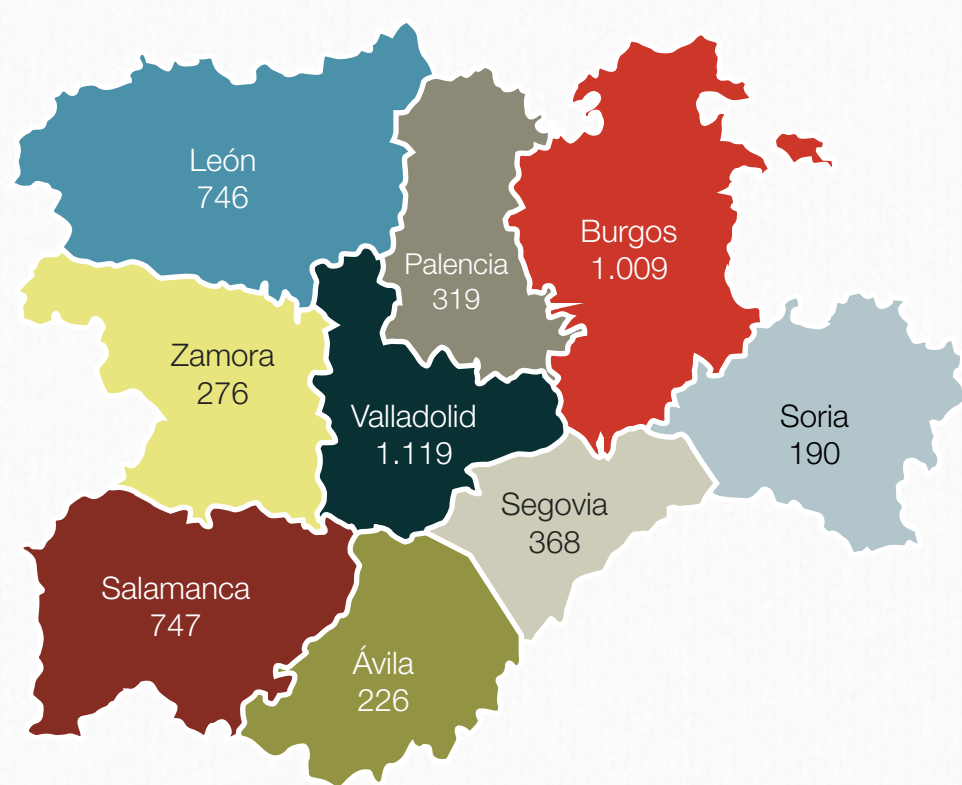 León
746
Burgos
1.009
Palencia
319
Zamora
276
Valladolid
1.119
Soria
190
Segovia
368
Salamanca
747
Ávila
226